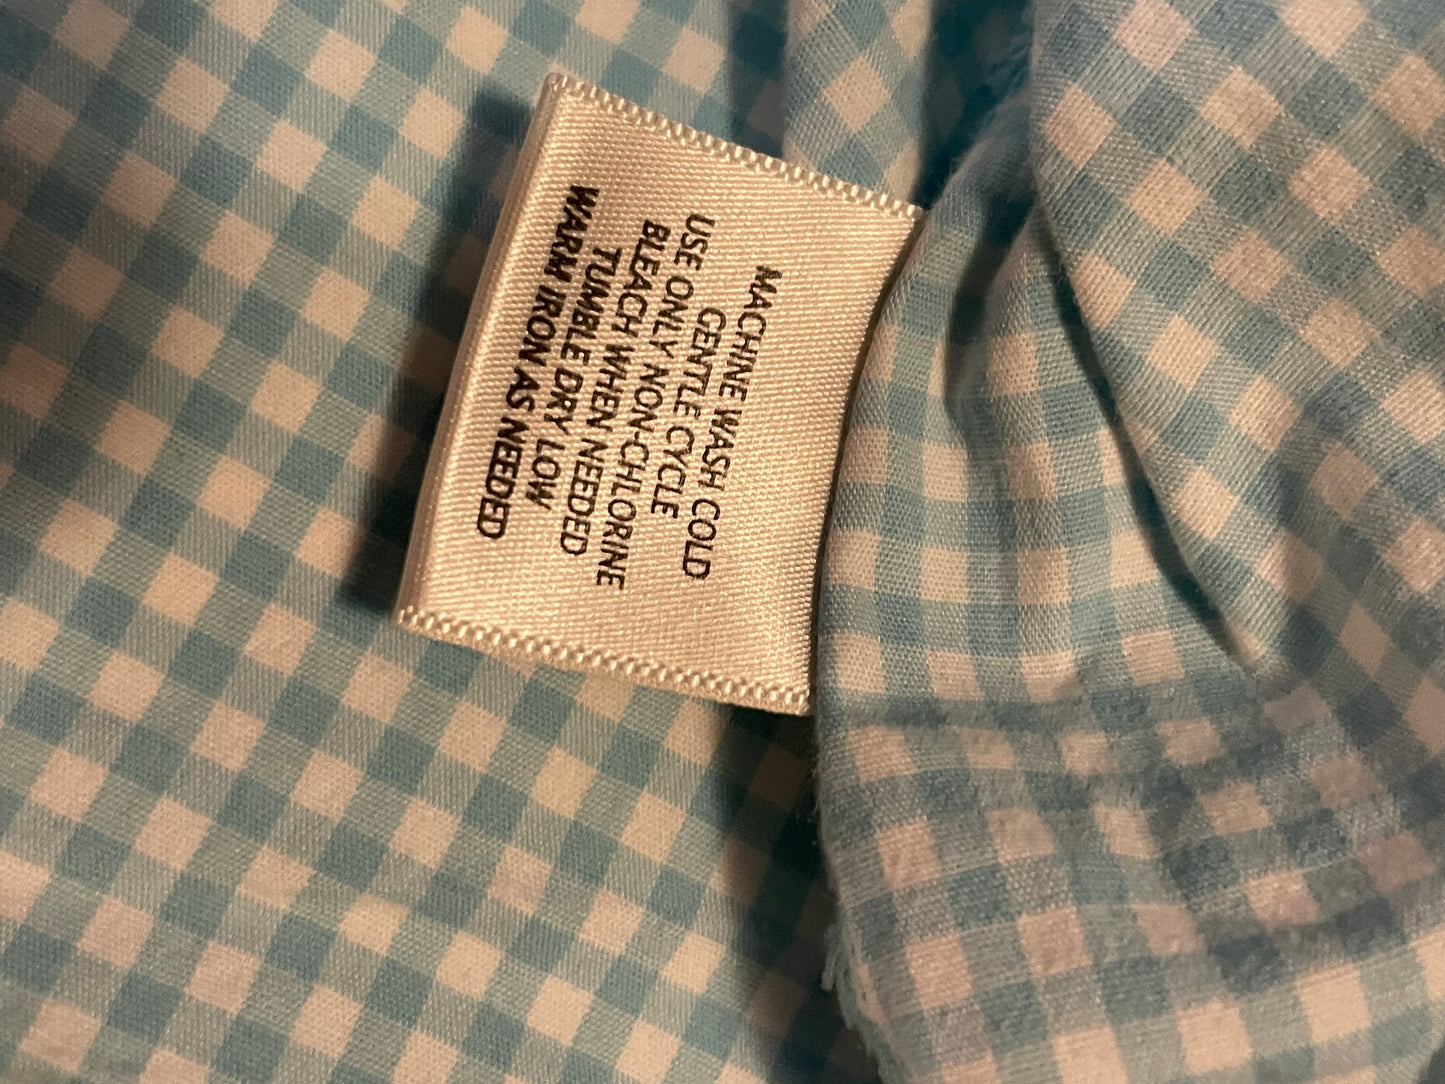 MACHINE WASH COLD
GENTLE CYCLE
USE ONLY NON-CHLORINE
BLEACH WHEN NEEDED
TUMBLE DRY LOW
WARM IRON AS NEEDED